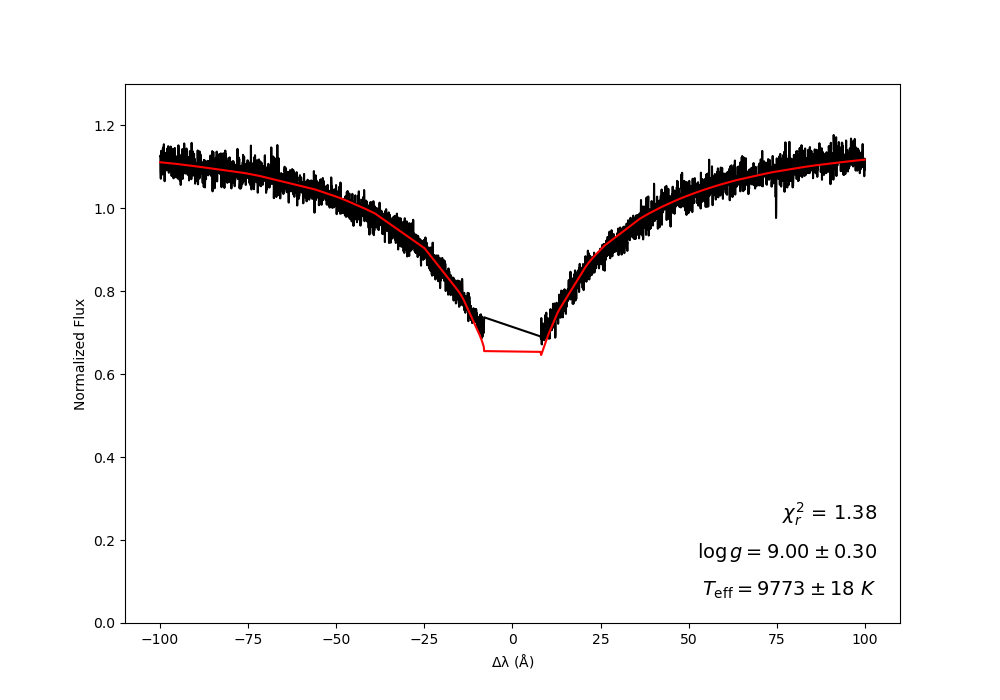 1.2
1.0
0.8
0.6
0.4
0.2
0.0
Normalized Flux
χ²ᵣ = 1.38
log g = 9.00 ± 0.30
T_eff = 9773 ± 18 K
−100 −75 −50 −25 0 25 50 75 100
Δλ (Å)